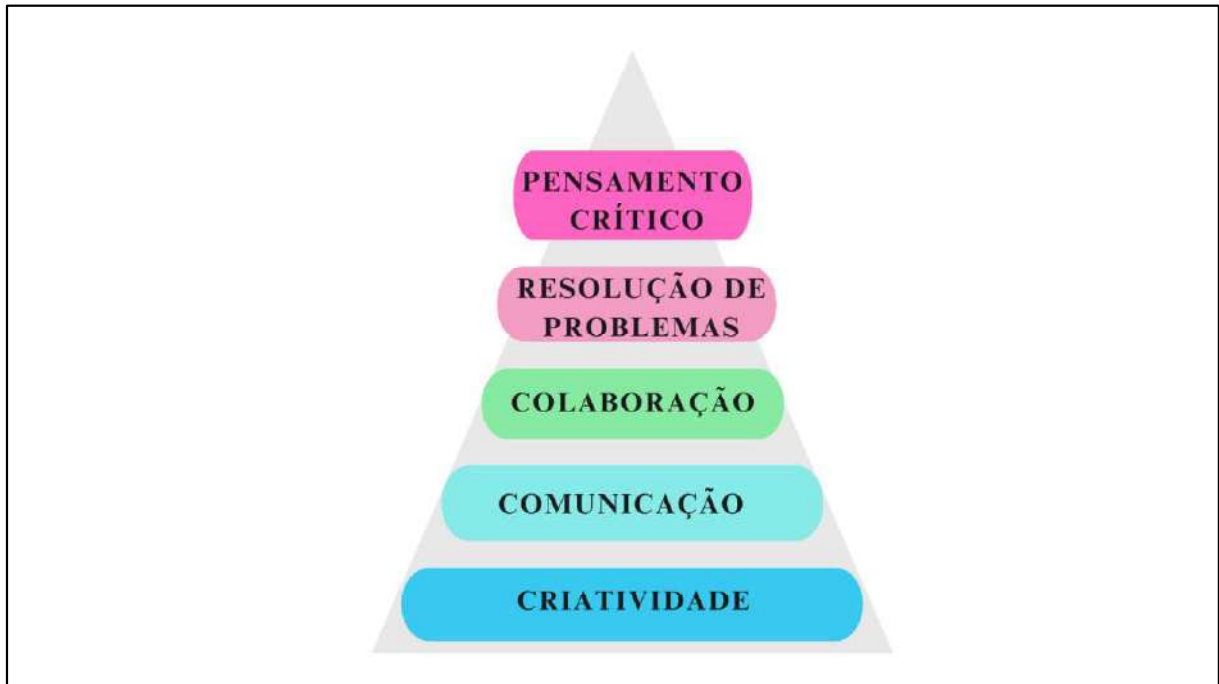 PENSAMENTO
CRÍTICO
RESOLUÇÃO DE
PROBLEMAS
COLABORAÇÃO
COMUNICAÇÃO
CRIATIVIDADE